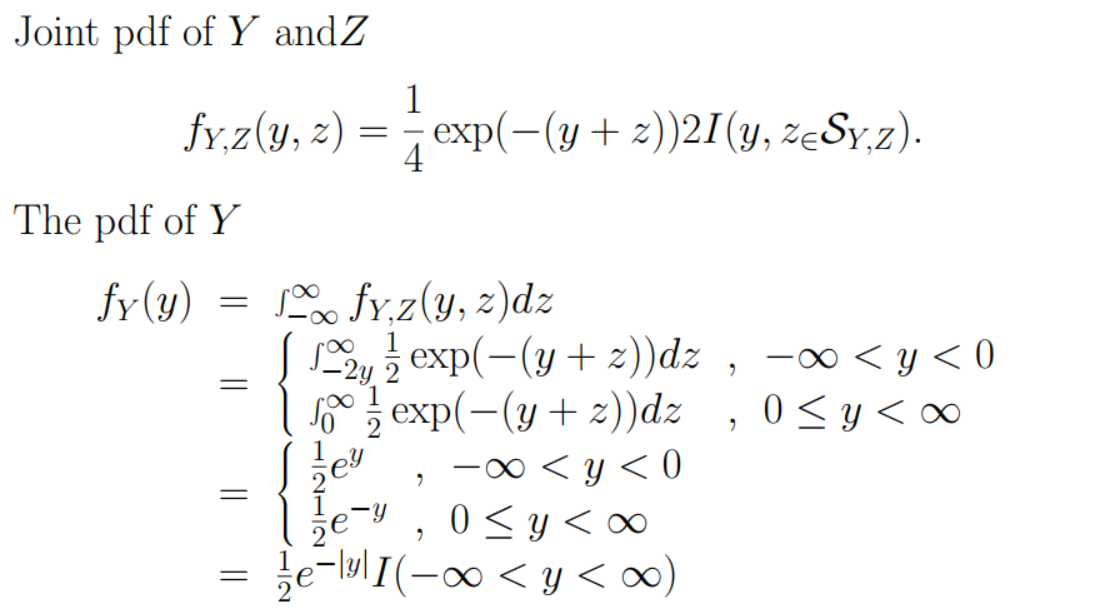 Joint pdf of Y andZ
f_{Y,Z}(y, z) = \frac{1}{4} exp(−(y + z))2I(y, z_∈ S_{Y,Z}).
The pdf of Y
f_Y(y) = ∫_{−∞}^{∞} f_{Y,Z}(y, z)dz
= { ∫_{−2y}^{∞} \frac{1}{2} exp(−(y + z))dz , −∞ < y < 0
∫_{0}^{∞} \frac{1}{2} exp(−(y + z))dz , 0 ≤ y < ∞
= { \frac{1}{2}e^{y} , −∞ < y < 0
\frac{1}{2}e^{−y} , 0 ≤ y < ∞
= \frac{1}{2}e^{−|y|}I(−∞ < y < ∞)